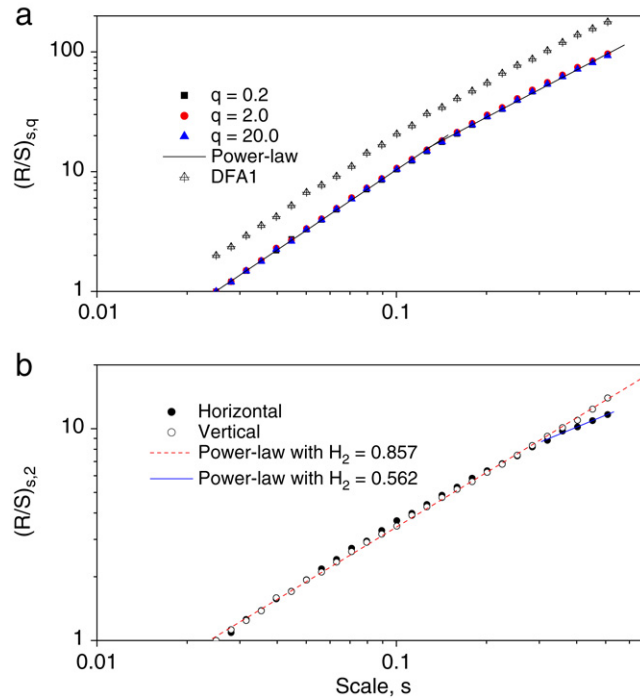 a
100
10
1
(R/S)s,q
q = 0.2
q = 2.0
q = 20.0
Power-law
DFA1
0.01
0.1
b
10
1
(R/S)s,2
Horizontal
Vertical
Power-law with H2 = 0.857
Power-law with H2 = 0.562
0.01
0.1
Scale, s